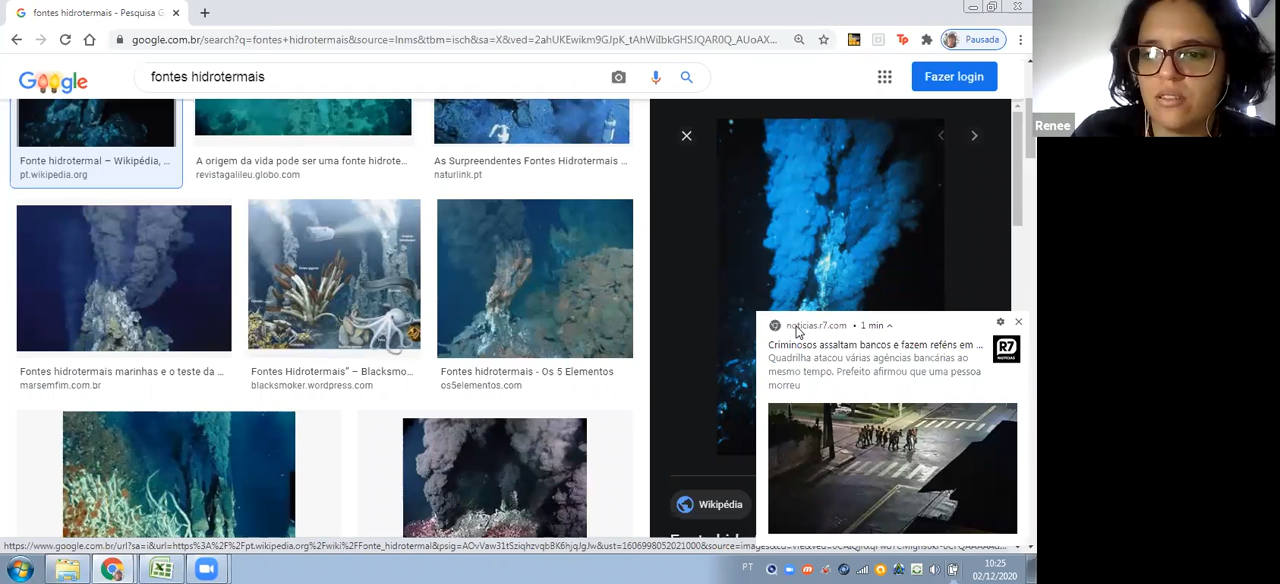 fontes hidrotermais - Pesquisa G
google.com.br/search?q=fontes+hidrotermais&source=lnms&tbm=isch&sa=X&ved=2ahUKEwikm9GJpK_tAhWiIbkGHSJQAR0Q_AUoAX...
Pausada
Google
fontes hidrotermais
Fazer login
Renee
Fonte hidrotermal – Wikipédia, ...
pt.wikipedia.org
A origem da vida pode ser uma fonte hidrote...
revistagalileu.globo.com
As Surpreendentes Fontes Hidrotermais ...
naturlink.pt
Fontes hidrotermais marinhas e o teste da ...
marsemfim.com.br
Fontes Hidrotermais" – Blacksmo...
blacksmoker.wordpress.com
Fontes hidrotermais - Os 5 Elementos
os5elementos.com
noticias.r7.com • 1 min
Criminosos assaltam bancos e fazem reféns em ...
Quadrilha atacou várias agências bancárias ao
mesmo tempo. Prefeito afirmou que uma pessoa
morreu
R7
NOTÍCIAS
Wikipédia
PT
10:25
02/12/2020